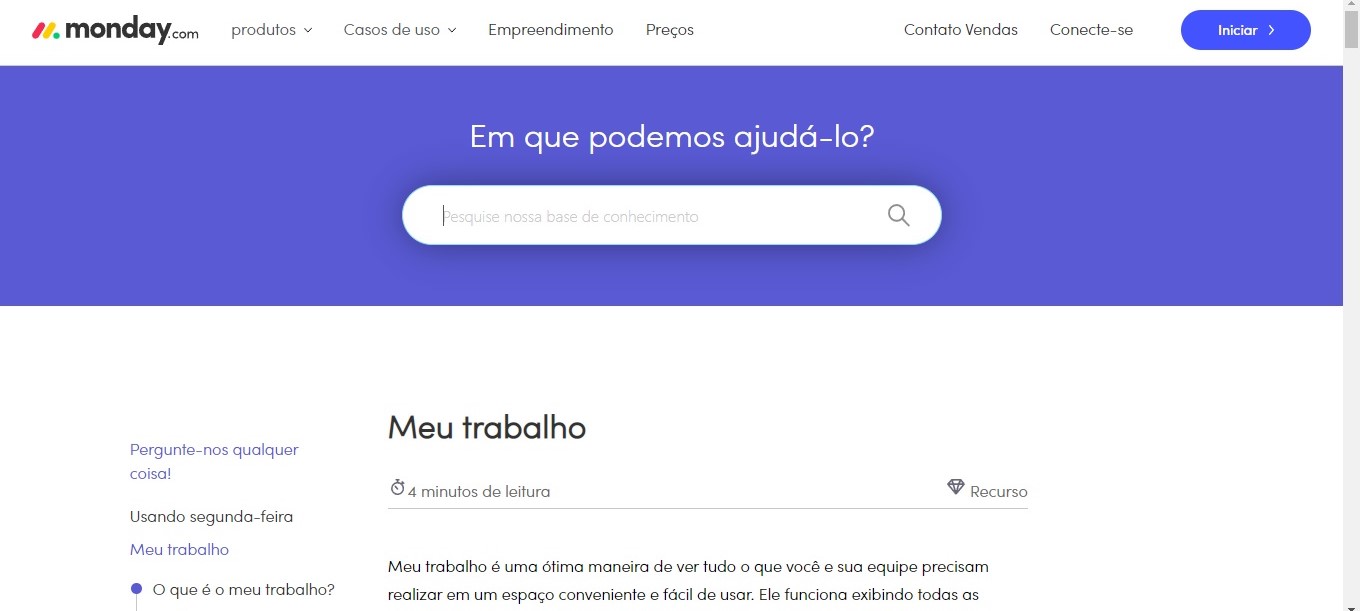 monday.com produtos Casos de uso Empreendimento Preços Contato Vendas Conecte-se Iniciar
Em que podemos ajudá-lo?
Pesquise nossa base de conhecimento
Pergunte-nos qualquer
coisa!
Usando segunda-feira
Meu trabalho
O que é o meu trabalho?
Meu trabalho
4 minutos de leitura Recurso
Meu trabalho é uma ótima maneira de ver tudo o que você e sua equipe precisam
realizar em um espaço conveniente e fácil de usar. Ele funciona exibindo todas as